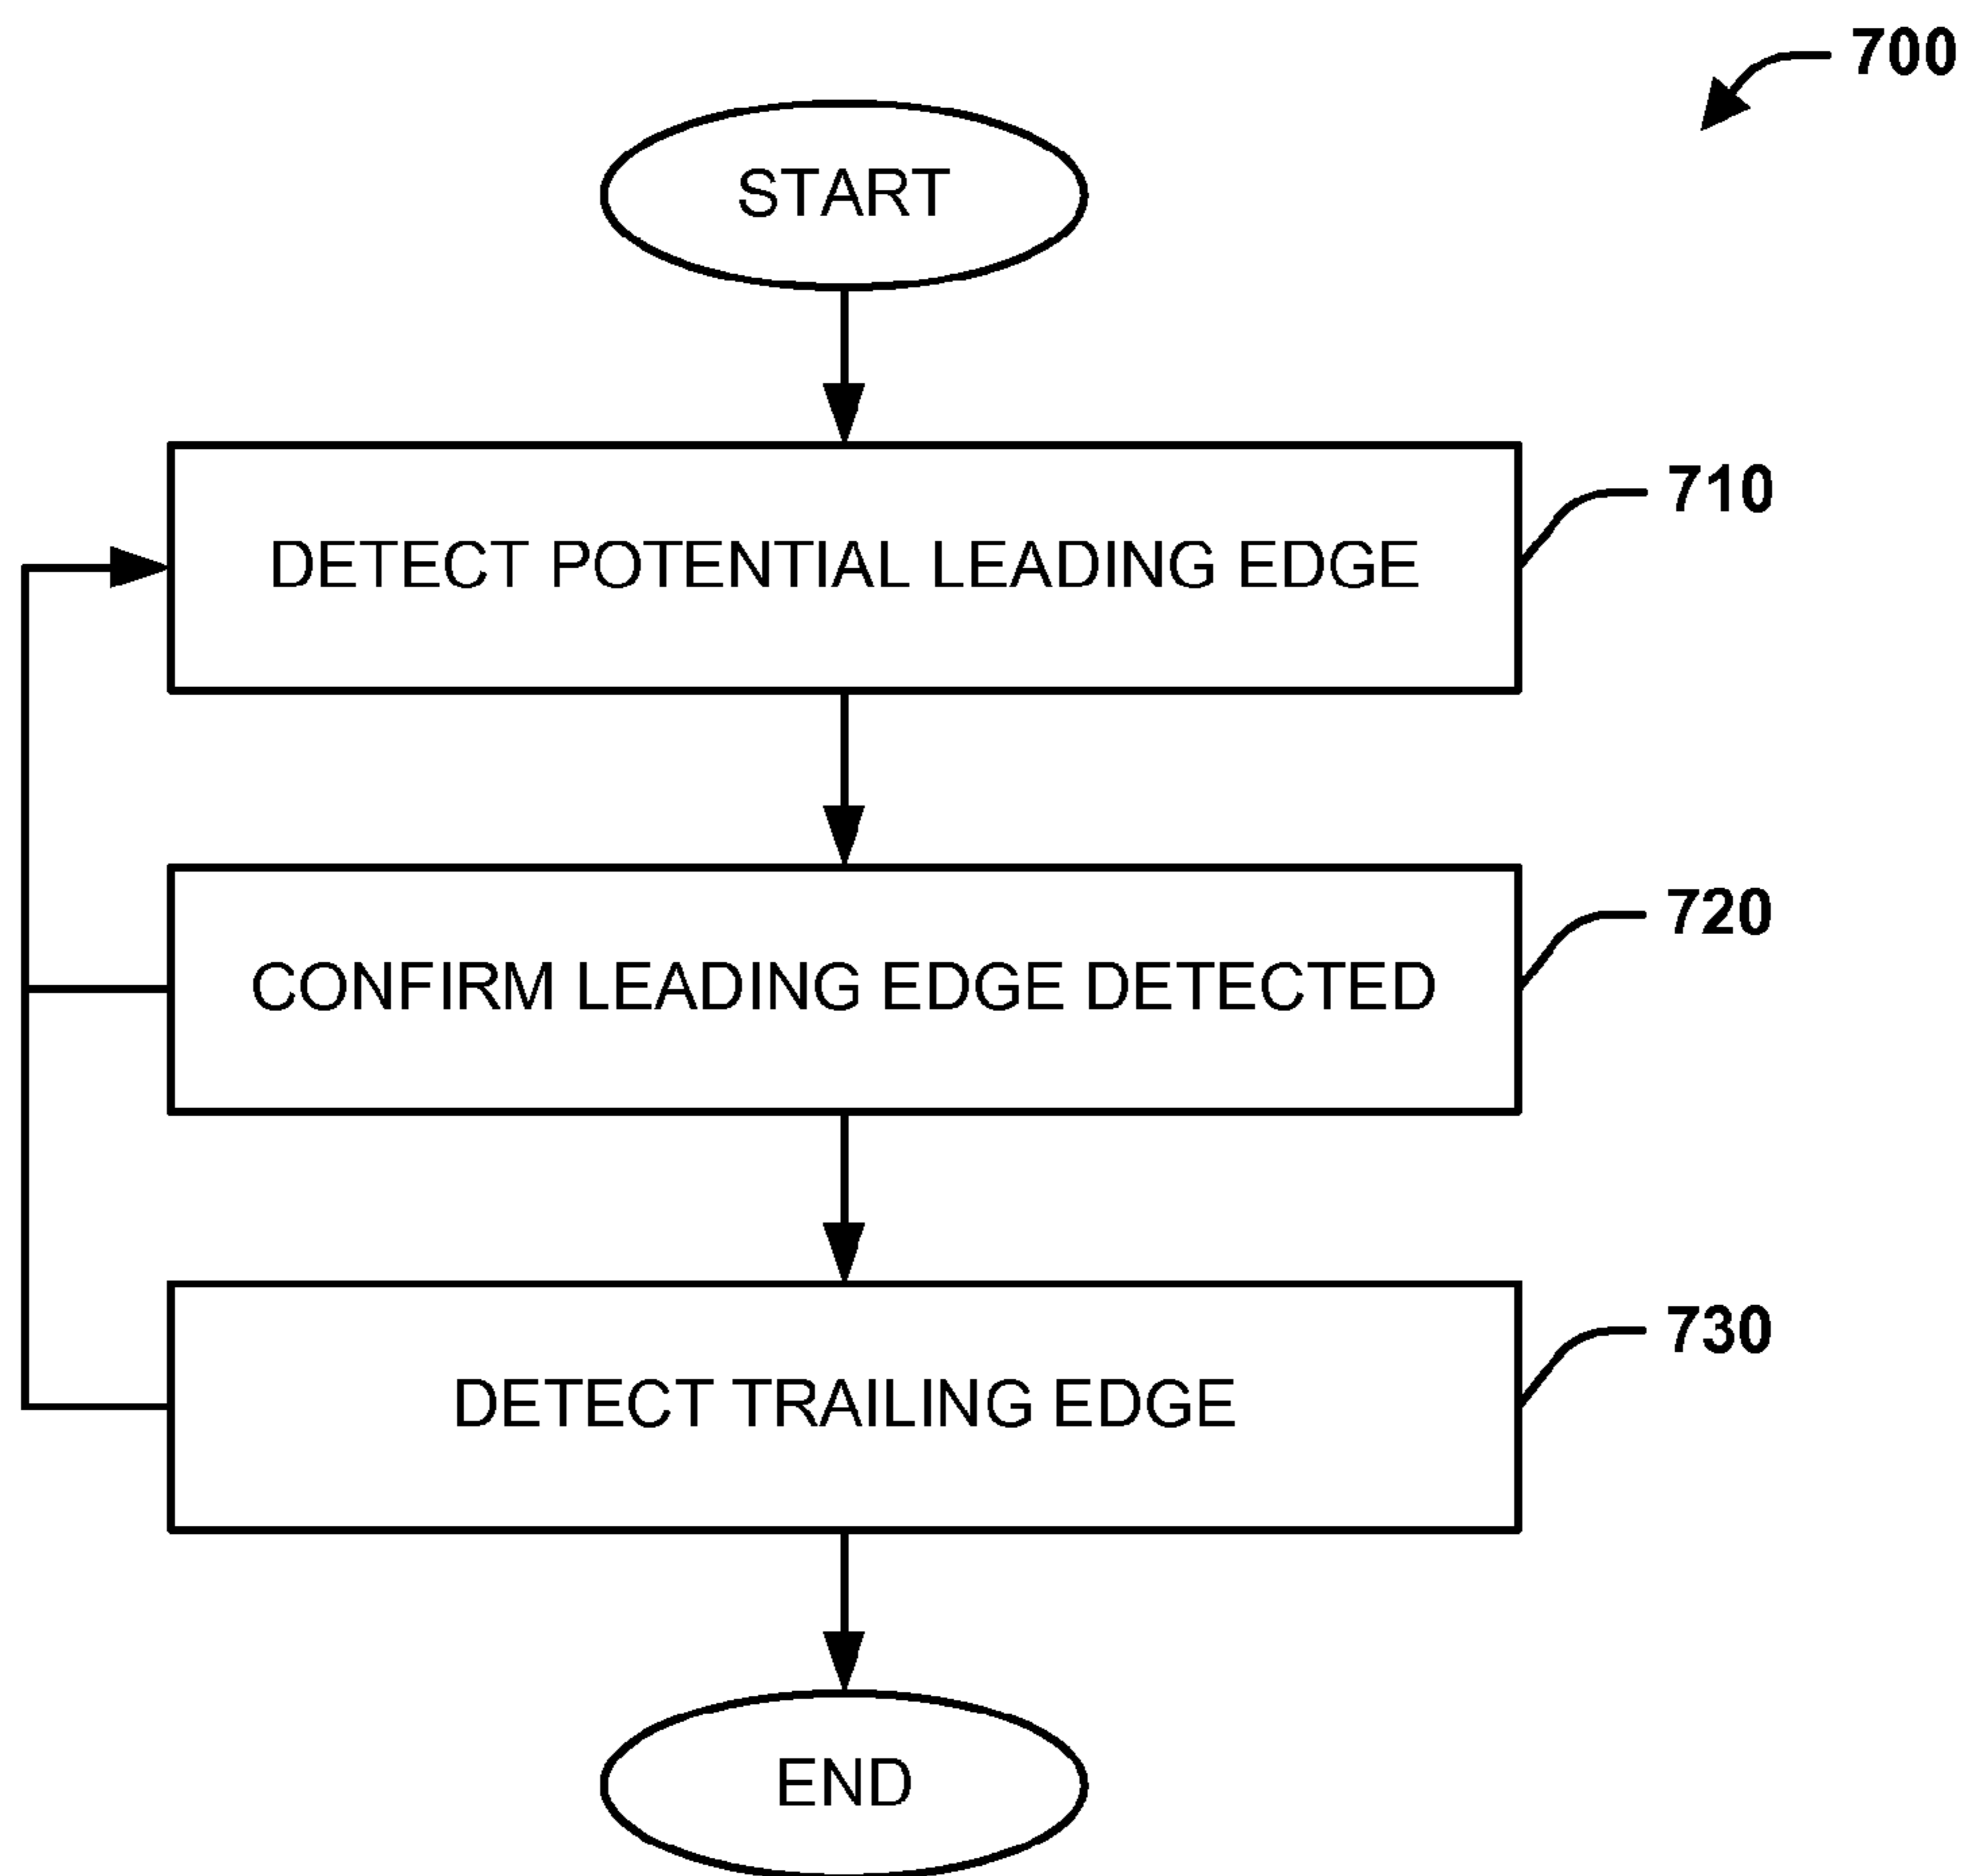 700
START
DETECT POTENTIAL LEADING EDGE
710
CONFIRM LEADING EDGE DETECTED
720
DETECT TRAILING EDGE
730
END